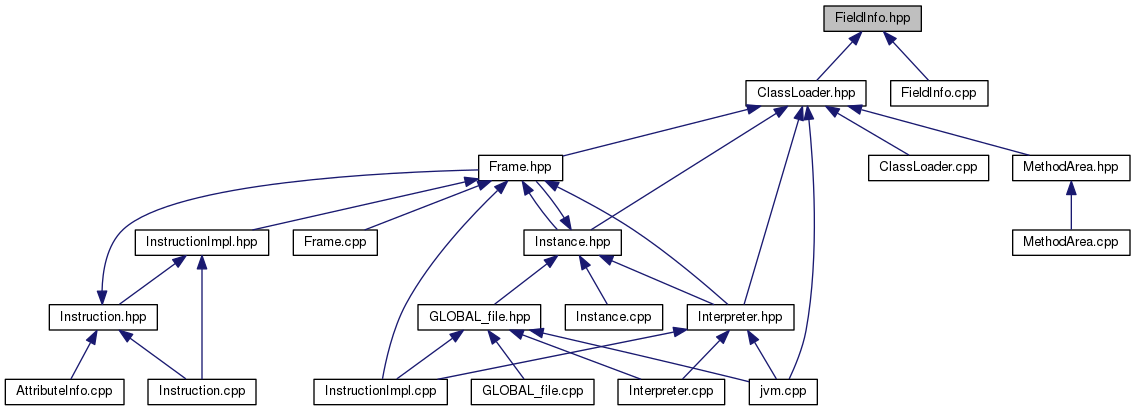 FieldInfo.hpp
ClassLoader.hpp
FieldInfo.cpp
Frame.hpp
ClassLoader.cpp
MethodArea.hpp
InstructionImpl.hpp
Frame.cpp
Instance.hpp
MethodArea.cpp
Instruction.hpp
GLOBAL_file.hpp
Instance.cpp
Interpreter.hpp
AttributeInfo.cpp
Instruction.cpp
InstructionImpl.cpp
GLOBAL_file.cpp
Interpreter.cpp
jvm.cpp